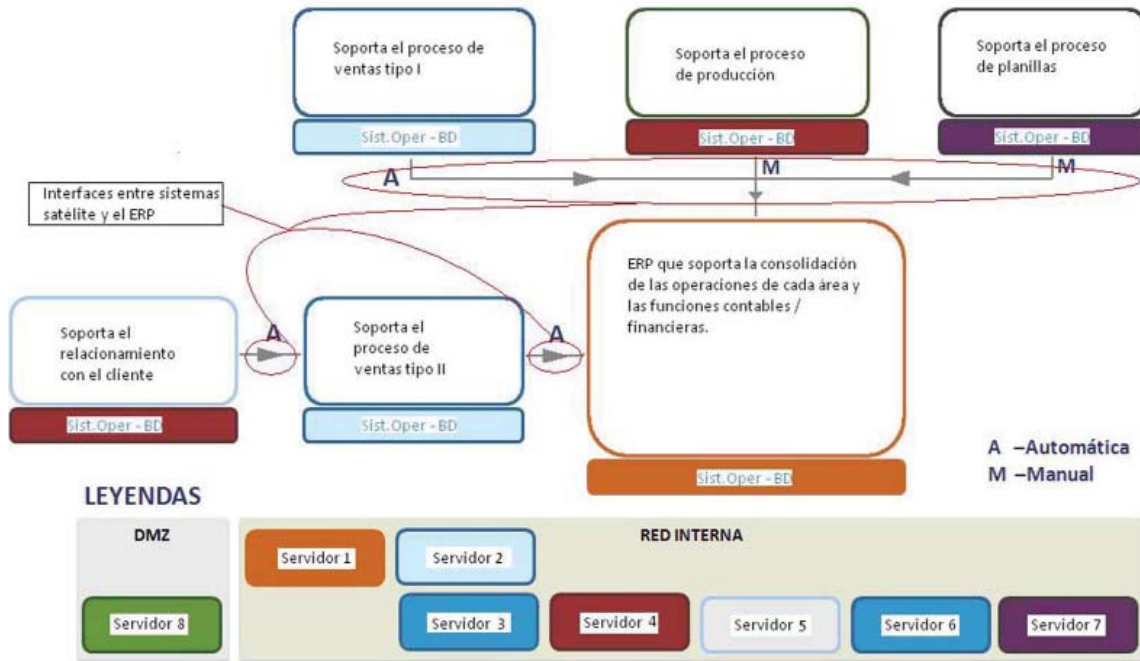 Soporta el proceso de
ventas tipo I
Sist.Oper - BD
Soporta el proceso
de producción
Sist.Oper - BD
Soporta el proceso
de planillas
Sist.Oper - BD
A
M
M
Interfaces entre sistemas
satélite y el ERP
Soporta el
relacionamiento
con el cliente
Sist.Oper - BD
A
Soporta el
proceso de
ventas tipo II
Sist.Oper - BD
A
ERP que soporta la consolidación
de las operaciones de cada área y
las funciones contables /
financieras.
Sist.Oper - BD
A –Automática
M –Manual
LEYENDAS
DMZ
Servidor 8
RED INTERNA
Servidor 1
Servidor 2
Servidor 3
Servidor 4
Servidor 5
Servidor 6
Servidor 7